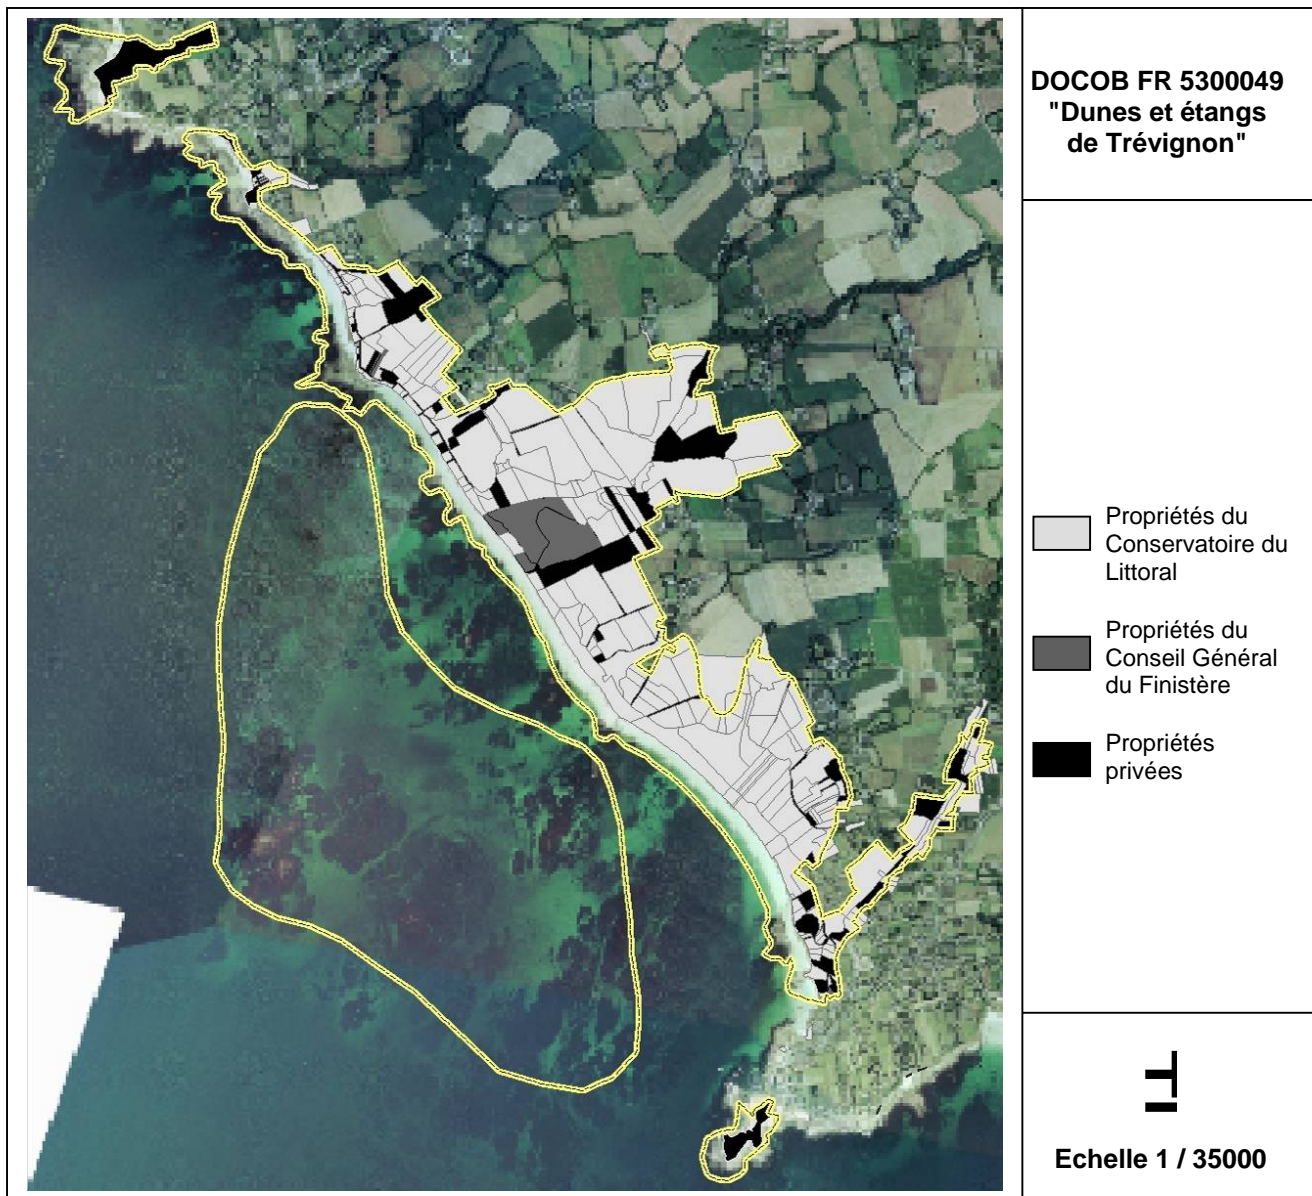 DOCOB FR 5300049
"Dunes et étangs
de Trévignon"
Propriétés du
Conservatoire du
Littoral
Propriétés du
Conseil Général
du Finistère
Propriétés
privées
Echelle 1 / 35000